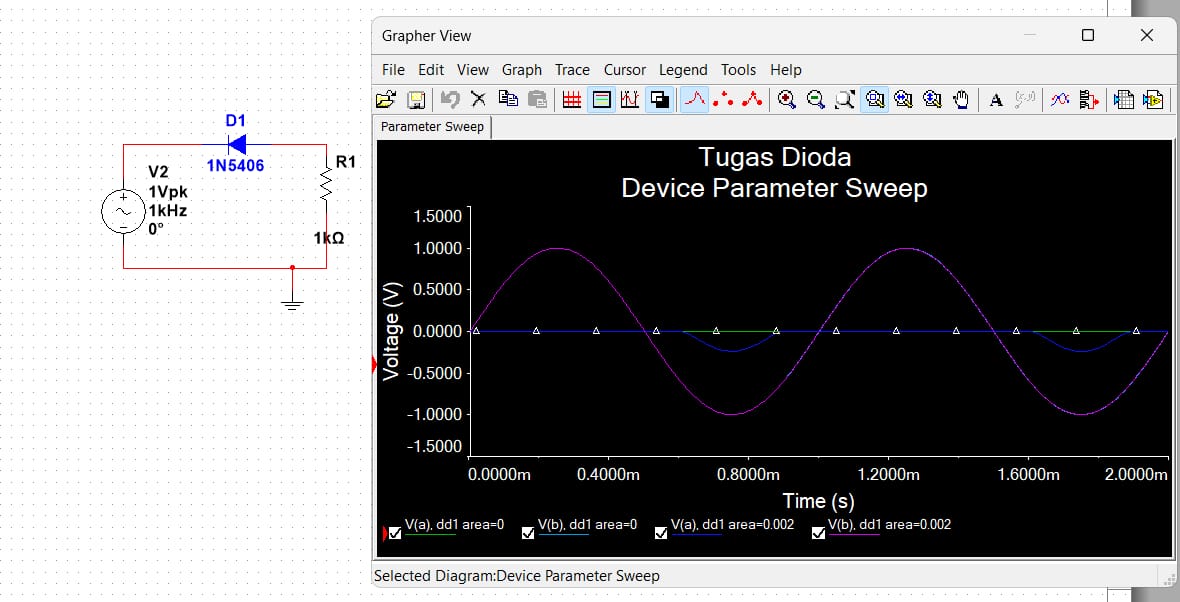 D1
1N5406
V2
1Vpk
1kHz
0°
R1
1kΩ
Grapher View
File Edit View Graph Trace Cursor Legend Tools Help
A
Parameter Sweep
Tugas Dioda
Device Parameter Sweep
Voltage (V)
1.5000
1.0000
0.5000
0.0000
-0.5000
-1.0000
-1.5000
0.0000m 0.4000m 0.8000m 1.2000m 1.6000m 2.0000m
Time (s)
V(a), dd1 area=0 V(b), dd1 area=0 V(a), dd1 area=0.002 V(b), dd1 area=0.002
Selected Diagram:Device Parameter Sweep